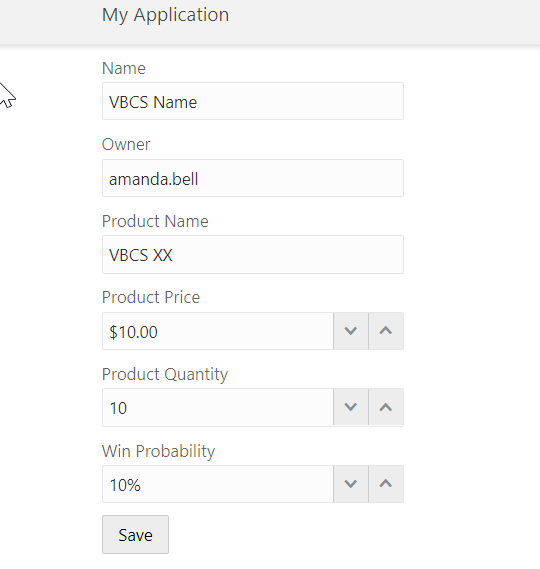 My Application
Name
VBCS Name
Owner
amanda.bell
Product Name
VBCS XX
Product Price
$10.00
Product Quantity
10
Win Probability
10%
Save